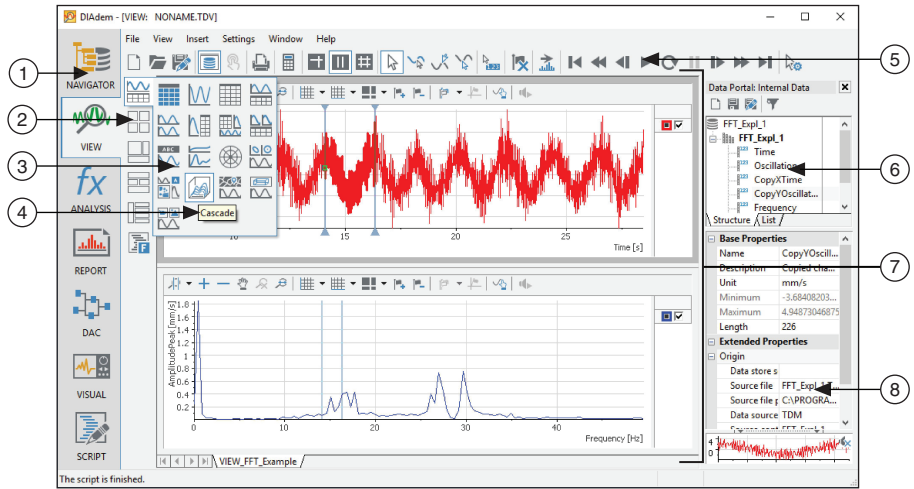 DIAdem - [VIEW:   NONAME.TDV]
File View Insert Settings Window Help
1
2
3
4
5
6
7
8
NAVIGATOR
VIEW
fx
ANALYSIS
REPORT
DAC
VISUAL
SCRIPT
ABC
Cascade
10 15 20 25
Time [s]
AmplitudePeak [mm/s]
1.8
1.6
1.4
1.2
1
0.8
0.6
0.4
0.2
0 10 20 30 40
Frequency [Hz]
VIEW_FFT_Example
Data Portal: Internal Data
FFT_Expl_1
FFT_Expl_1
Time
Oscillation
CopyXTime
CopyYOscillat...
Frequency
Structure List
Base Properties
Name CopyYOscill...
Description Copied cha...
Unit mm/s
Minimum -3.68408203...
Maximum 4.94873046875
Length 226
Extended Properties
Origin
Data store s
Source file FFT_Expl_1.T...
Source file p C:\PROGRA...
Data source TDM
4
0
The script is finished.